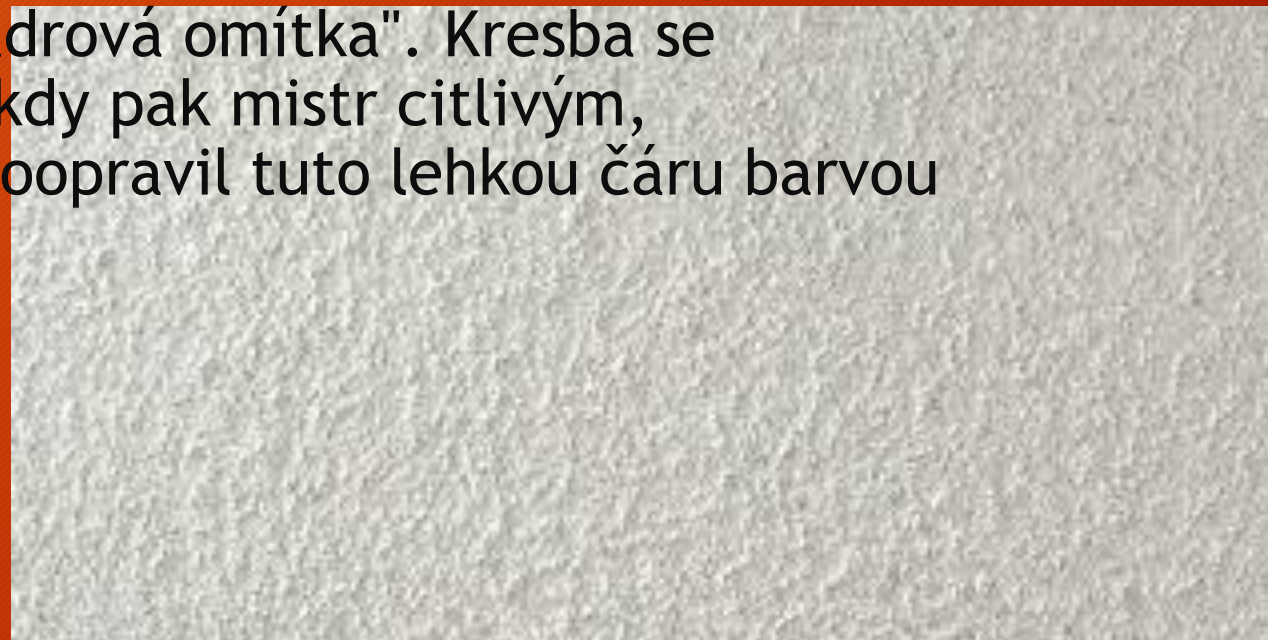 drová omítka". Kresba se
kdy pak mistr citlivým,
oopravil tuto lehkou čáru barvou